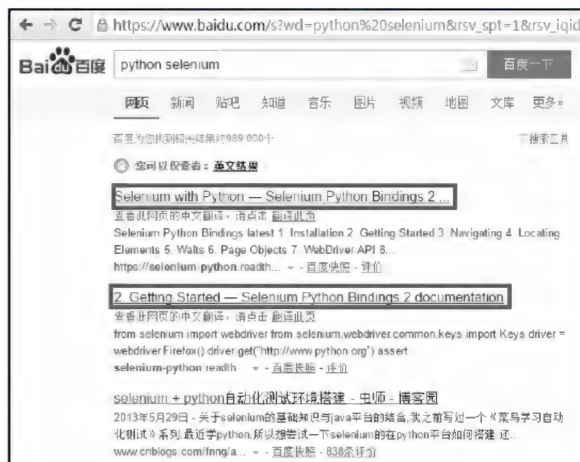 https://www.baidu.com/s?wd=python%20selenium&rsv_spt=1&rsv_iqid
Bai百度 python selenium 百度一下
网页 新闻 贴吧 知道 音乐 图片 视频 地图 文库 更多»
百度为您找到相关结果约989,000个 搜索工具
您可以仅查看：英文结果
Selenium with Python — Selenium Python Bindings 2 ...
查看此网页的中文翻译，请点击 翻译此页
Selenium Python Bindings latest 1. Installation 2. Getting Started 3. Navigating 4. Locating
Elements 5. Waits 6. Page Objects 7. WebDriver API 8...
https://selenium-python.readth... - 百度快照 - 评价
2. Getting Started — Selenium Python Bindings 2 documentation
查看此网页的中文翻译，请点击 翻译此页
from selenium import webdriver from selenium.webdriver.common.keys import Keys driver =
webdriver.Firefox() driver.get("http://www.python.org") assert
selenium-python.readth... - 百度快照 - 评价
selenium + python自动化测试环境搭建 - 虫师 - 博客园
2013年5月29日 - 关于selenium的基础知识与java平台的结合,我之前写过一个《菜鸟学习自动
化测试》系列,最近学python,所以想尝试一下selenium的在python平台如何搭建,还..
www.cnblogs.com/fnng/a... - 百度快照 - 838条评价